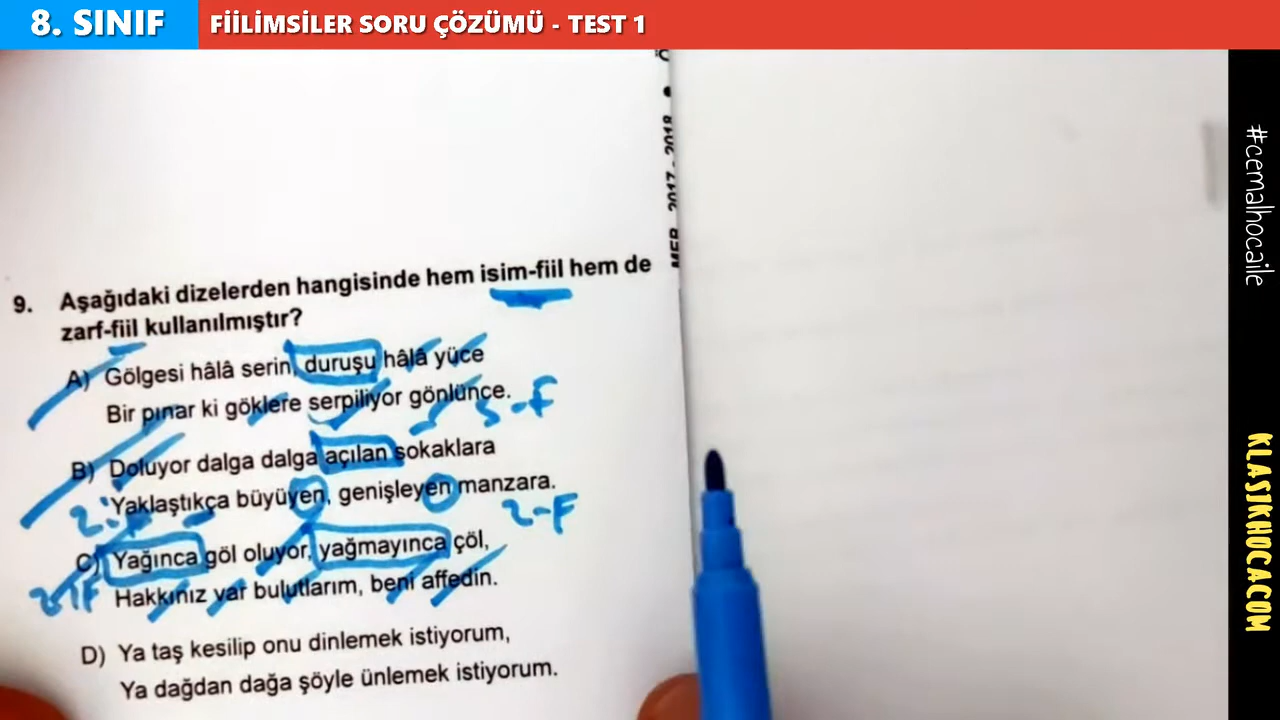 8. SINIF
FİİLİMSİLER SORU ÇÖZÜMÜ - TEST 1
MEB 2017 - 2018 ●
#cemalhocaile
KLASIKHOCA.COM
9. Aşağıdaki dizelerden hangisinde hem isim-fiil hem de
zarf-fiil kullanılmıştır?
A) Gölgesi hâlâ serin, duruşu hâlâ yüce
Bir pınar ki göklere serpiliyor gönlünce.
B) Doluyor dalga dalga açılan sokaklara
Yaklaştıkça büyüyen, genişleyen manzara.
C) Yağınca göl oluyor, yağmayınca çöl,
Hakkınız var bulutlarım, beni affedin.
D) Ya taş kesilip onu dinlemek istiyorum,
Ya dağdan dağa şöyle ünlemek istiyorum.